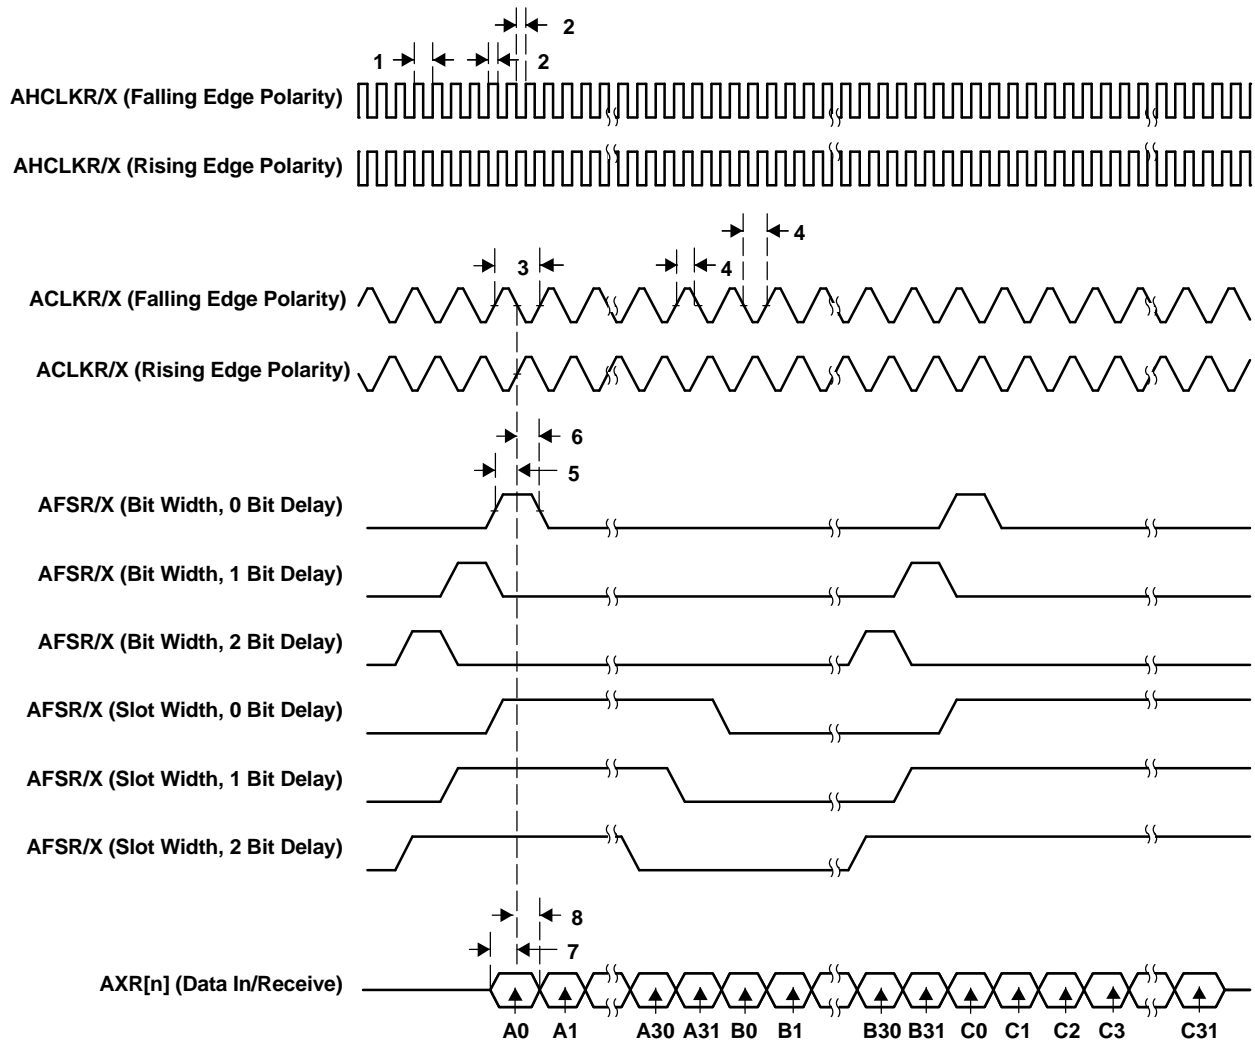 2
1
2
AHCLKR/X (Falling Edge Polarity)
AHCLKR/X (Rising Edge Polarity)
4
3
4
ACLKR/X (Falling Edge Polarity)
ACLKR/X (Rising Edge Polarity)
6
5
AFSR/X (Bit Width, 0 Bit Delay)
AFSR/X (Bit Width, 1 Bit Delay)
AFSR/X (Bit Width, 2 Bit Delay)
AFSR/X (Slot Width, 0 Bit Delay)
AFSR/X (Slot Width, 1 Bit Delay)
AFSR/X (Slot Width, 2 Bit Delay)
8
7
AXR[n] (Data In/Receive)
A0 A1 A30 A31 B0 B1 B30 B31 C0 C1 C2 C3 C31